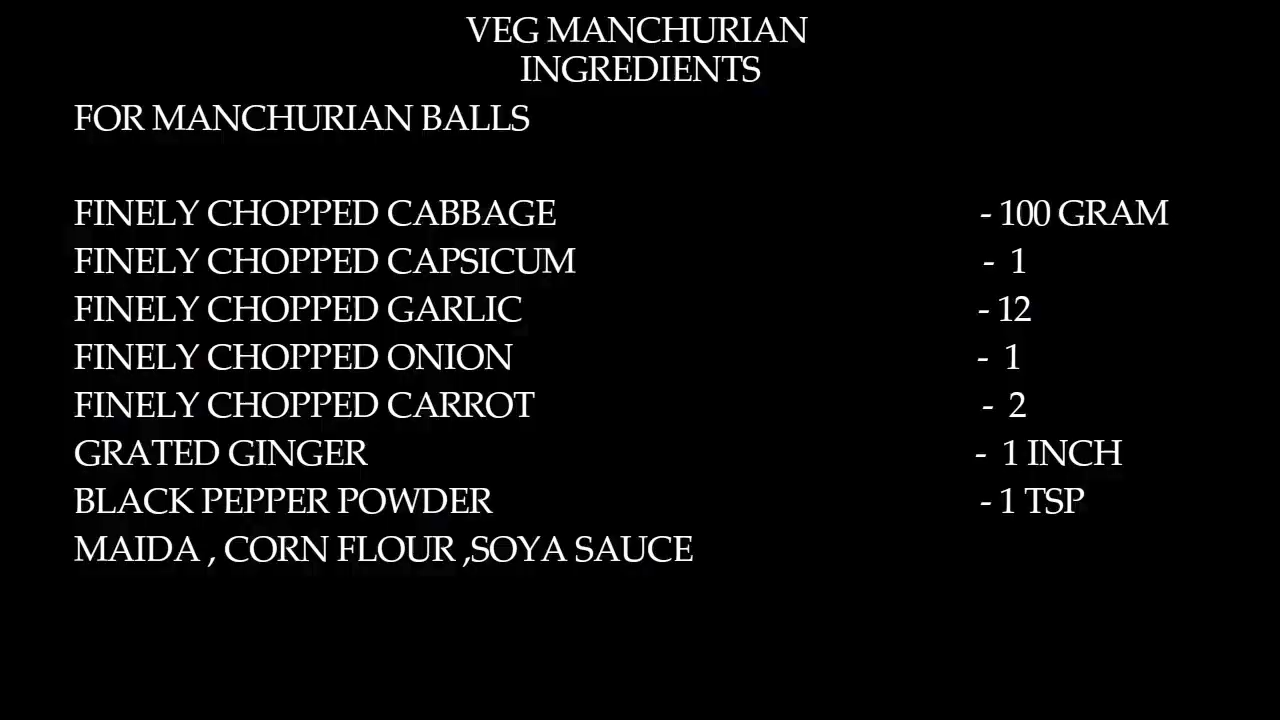 VEG MANCHURIAN
INGREDIENTS
FOR MANCHURIAN BALLS
FINELY CHOPPED CABBAGE - 100 GRAM
FINELY CHOPPED CAPSICUM - 1
FINELY CHOPPED GARLIC - 12
FINELY CHOPPED ONION - 1
FINELY CHOPPED CARROT - 2
GRATED GINGER - 1 INCH
BLACK PEPPER POWDER - 1 TSP
MAIDA , CORN FLOUR ,SOYA SAUCE